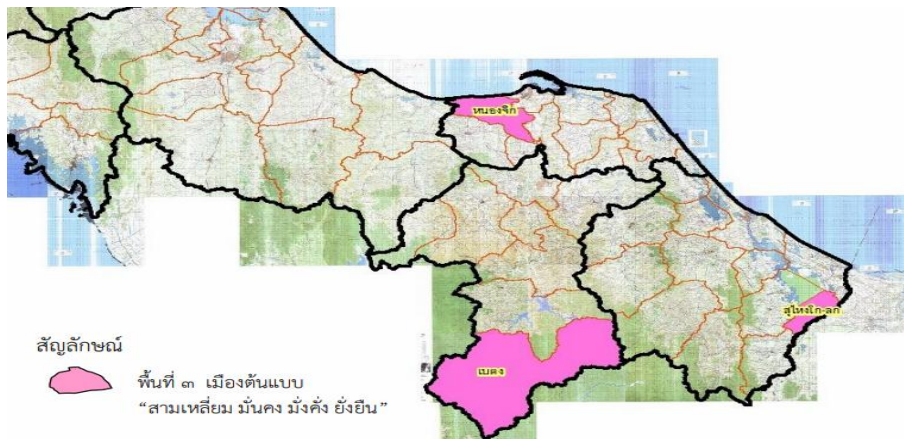 หนองจิก
สุไหงโก-ลก
เบตง
สัญลักษณ์
พื้นที่ ๓ เมืองต้นแบบ
“สามเหลี่ยม มั่นคง มั่งคั่ง ยั่งยืน”